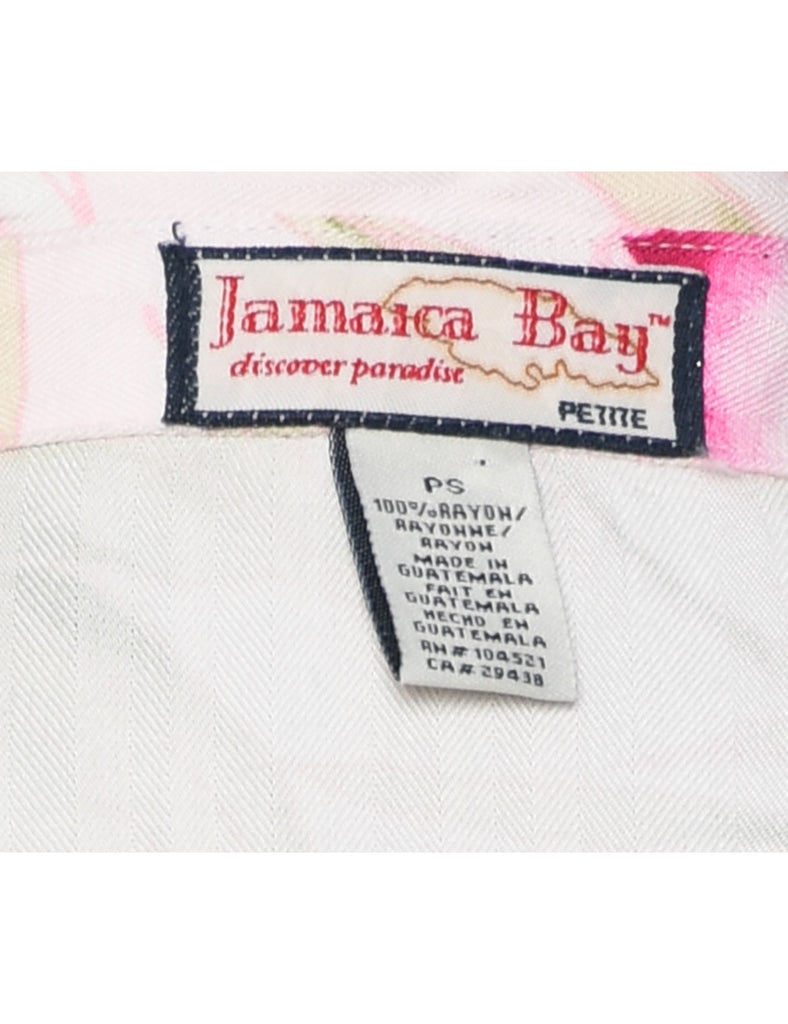 Jamaica Bay™
discover paradise
PETITE
PS
100%RAYON/
RAYONNE/
RAYON
MADE IN
GUATEMALA
FAIT EN
GUATEMALA
HECHO EN
GUATEMALA
RN# 104521
CA# 29438